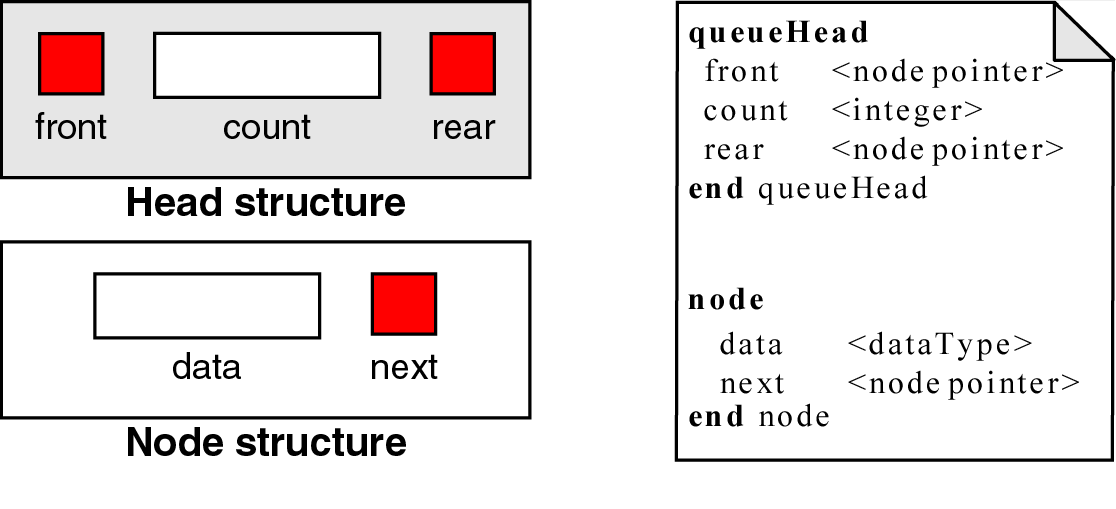 front count rear
Head structure
data next
Node structure
queueHead
front <node pointer>
count <integer>
rear <node pointer>
end queueHead
node
data <dataType>
next <node pointer>
end node